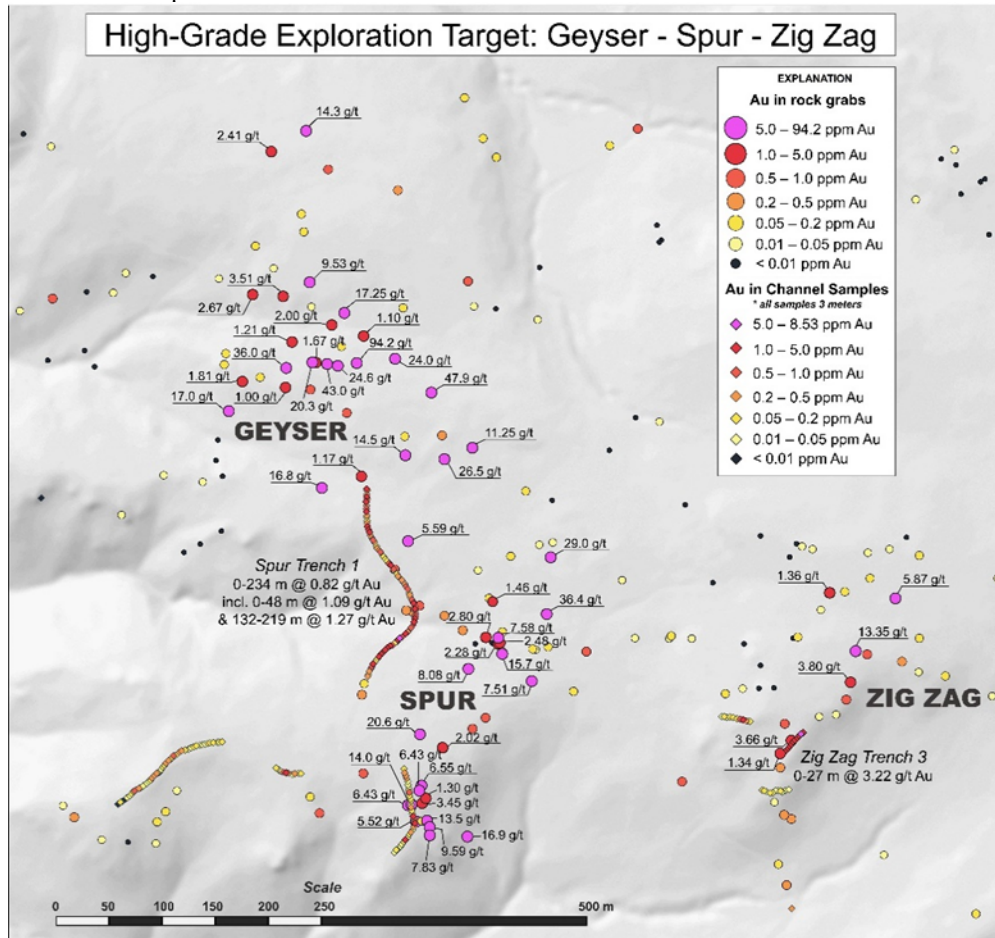 High-Grade Exploration Target: Geyser - Spur - Zig Zag
EXPLANATION
Au in rock grabs
5.0 – 94.2 ppm Au
1.0 – 5.0 ppm Au
0.5 – 1.0 ppm Au
0.2 – 0.5 ppm Au
0.05 – 0.2 ppm Au
0.01 – 0.05 ppm Au
< 0.01 ppm Au
Au in Channel Samples
* all samples 3 meters
5.0 – 8.53 ppm Au
1.0 – 5.0 ppm Au
0.5 – 1.0 ppm Au
0.2 – 0.5 ppm Au
0.05 – 0.2 ppm Au
0.01 – 0.05 ppm Au
< 0.01 ppm Au
14.3 g/t
2.41 g/t
9.53 g/t
3.51 g/t
2.67 g/t
17.25 g/t
2.00 g/t
1.10 g/t
1.21 g/t
1.67 g/t
94.2 g/t
36.0 g/t
24.0 g/t
24.6 g/t
1.81 g/t
1.00 g/t
43.0 g/t
47.9 g/t
17.0 g/t
20.3 g/t
GEYSER
14.5 g/t
11.25 g/t
26.5 g/t
1.17 g/t
16.8 g/t
5.59 g/t
29.0 g/t
Spur Trench 1
0-234 m @ 0.82 g/t Au
incl. 0-48 m @ 1.09 g/t Au
& 132-219 m @ 1.27 g/t Au
1.46 g/t
36.4 g/t
2.80 g/t
7.58 g/t
2.48 g/t
2.28 g/t
15.7 g/t
8.08 g/t
7.51 g/t
SPUR
20.6 g/t
2.02 g/t
6.43 g/t
14.0 g/t
6.55 g/t
1.30 g/t
6.43 g/t
3.45 g/t
5.52 g/t
13.5 g/t
16.9 g/t
9.59 g/t
7.83 g/t
1.36 g/t
5.87 g/t
13.35 g/t
3.80 g/t
ZIG ZAG
3.66 g/t
1.34 g/t
Zig Zag Trench 3
0-27 m @ 3.22 g/t Au
Scale
0 50 100 150 200 250 500 m